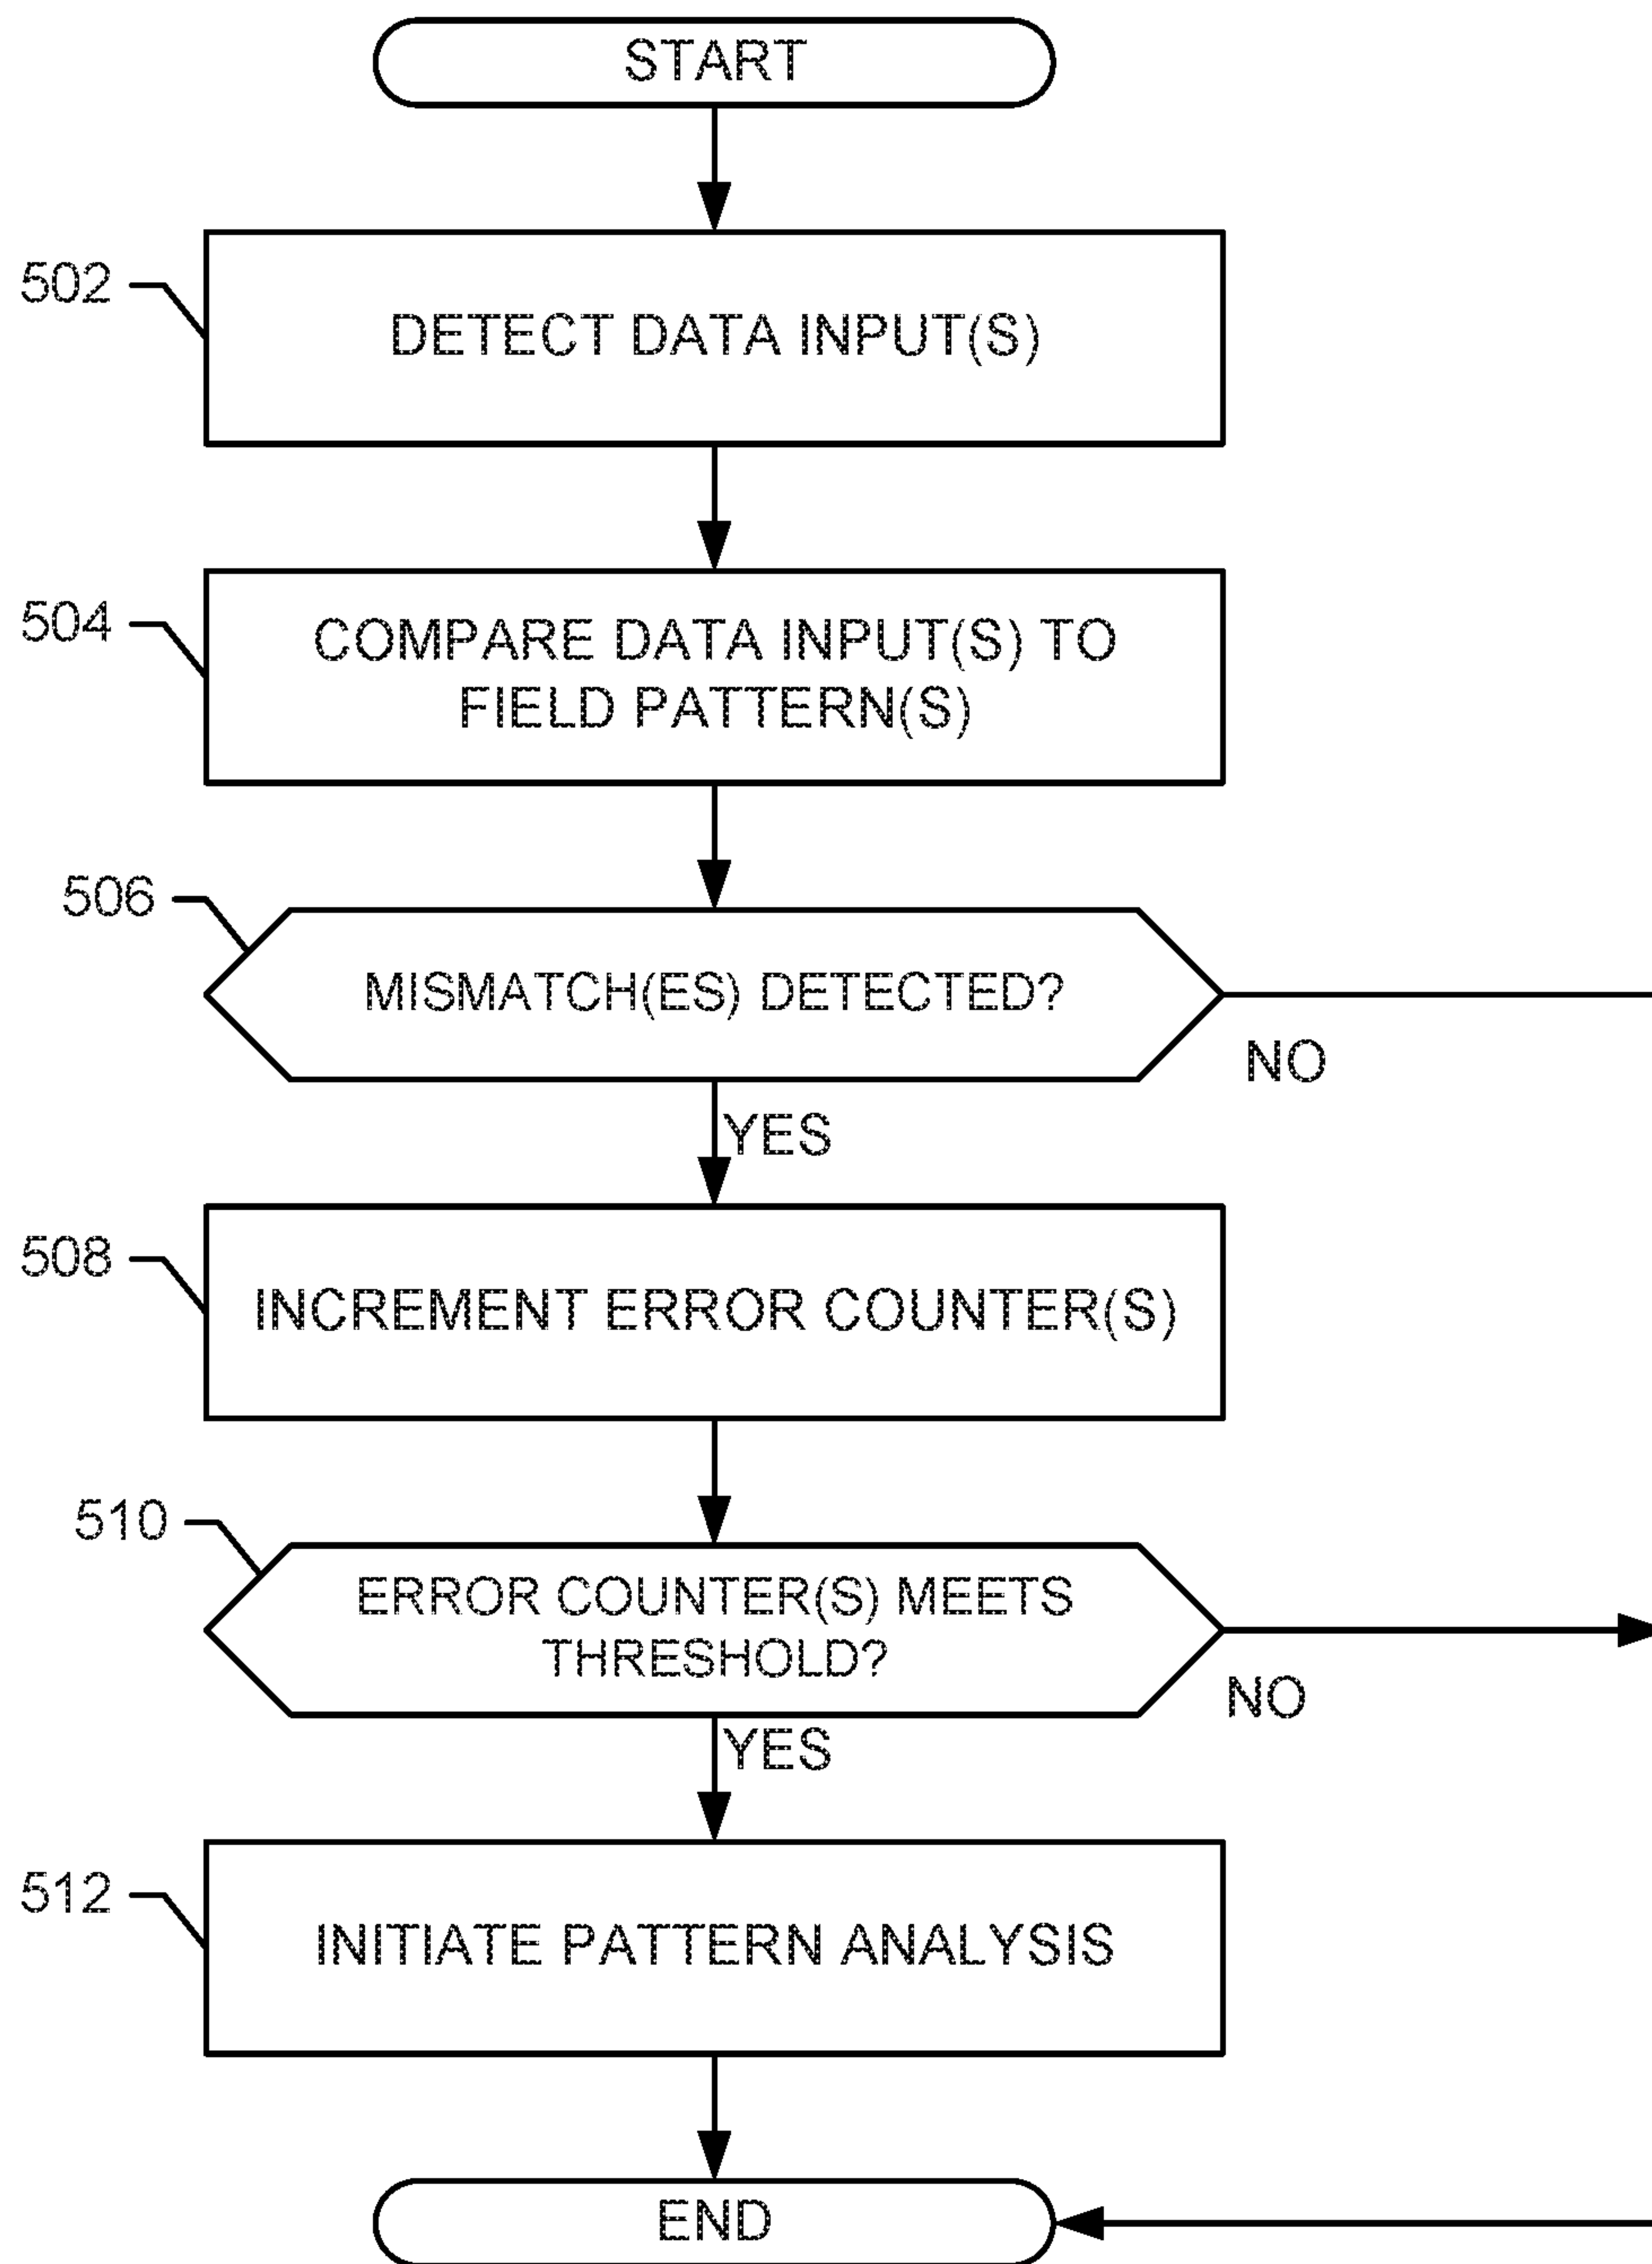 START
502
DETECT DATA INPUT(S)
504
COMPARE DATA INPUT(S) TO
FIELD PATTERN(S)
506
MISMATCH(ES) DETECTED?
NO
YES
508
INCREMENT ERROR COUNTER(S)
510
ERROR COUNTER(S) MEETS
THRESHOLD?
NO
YES
512
INITIATE PATTERN ANALYSIS
END